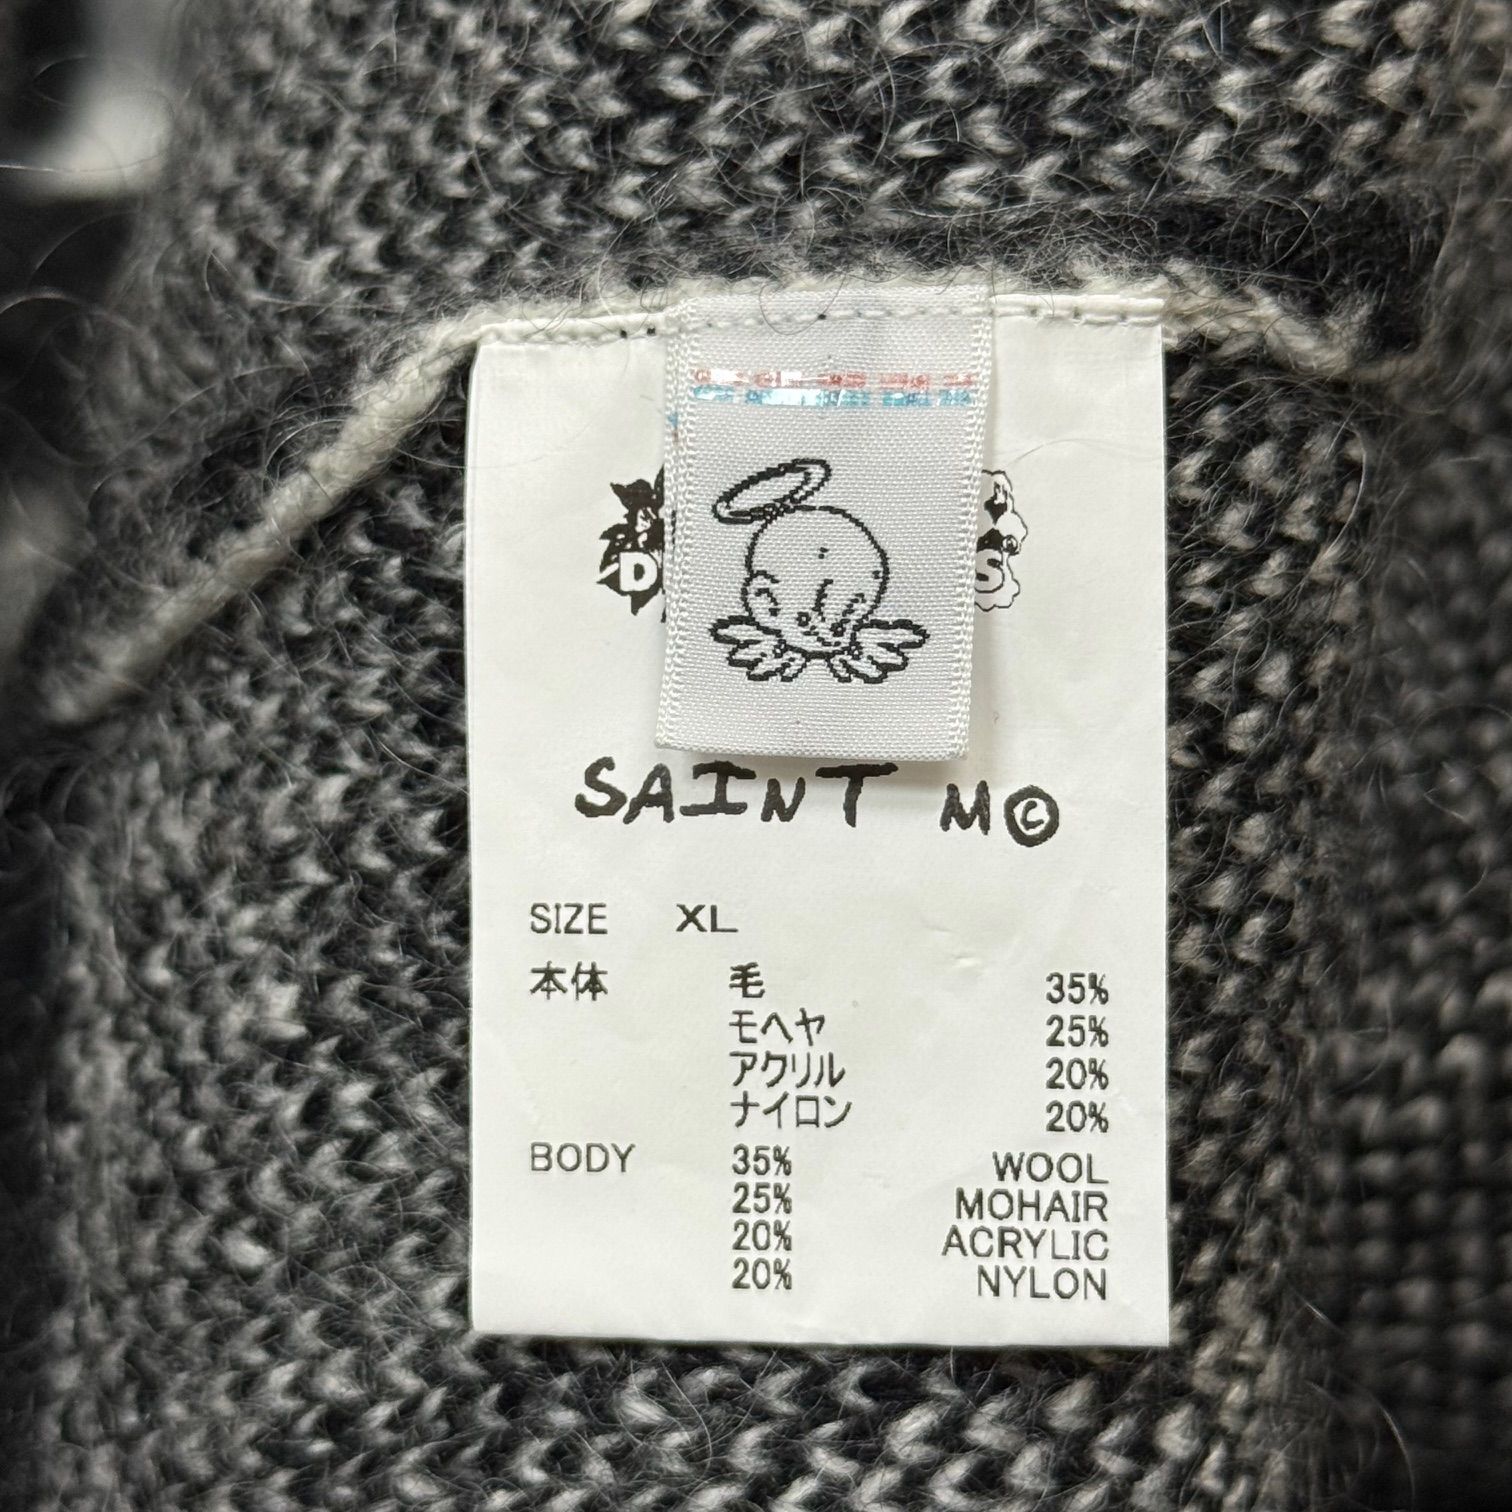 D
S
SAINT M©
SIZE XL
本体 毛 35%
モヘヤ 25%
アクリル 20%
ナイロン 20%
BODY 35% WOOL
25% MOHAIR
20% ACRYLIC
20% NYLON